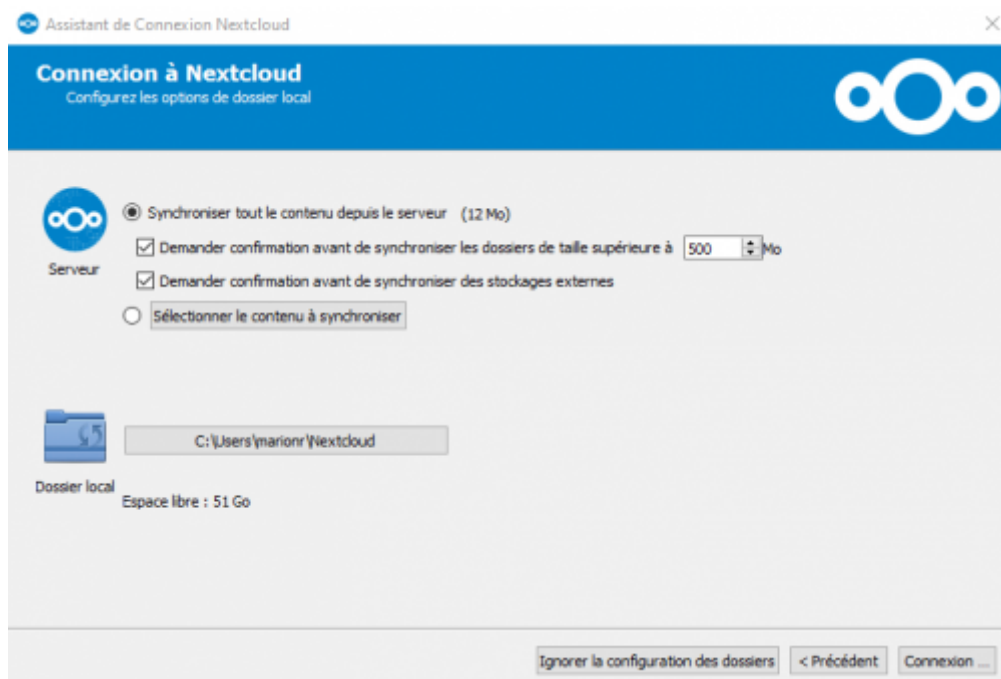 Assistant de Connexion Nextcloud
Connexion à Nextcloud
Configurez les options de dossier local
Serveur
Synchroniser tout le contenu depuis le serveur (12 Mo)
Demander confirmation avant de synchroniser les dossiers de taille supérieure à 500 Mo
Demander confirmation avant de synchroniser des stockages externes
Sélectionner le contenu à synchroniser
C:\Users\marionr\Nextcloud
Dossier local
Espace libre : 51 Go
Ignorer la configuration des dossiers < Précédent Connexion ...